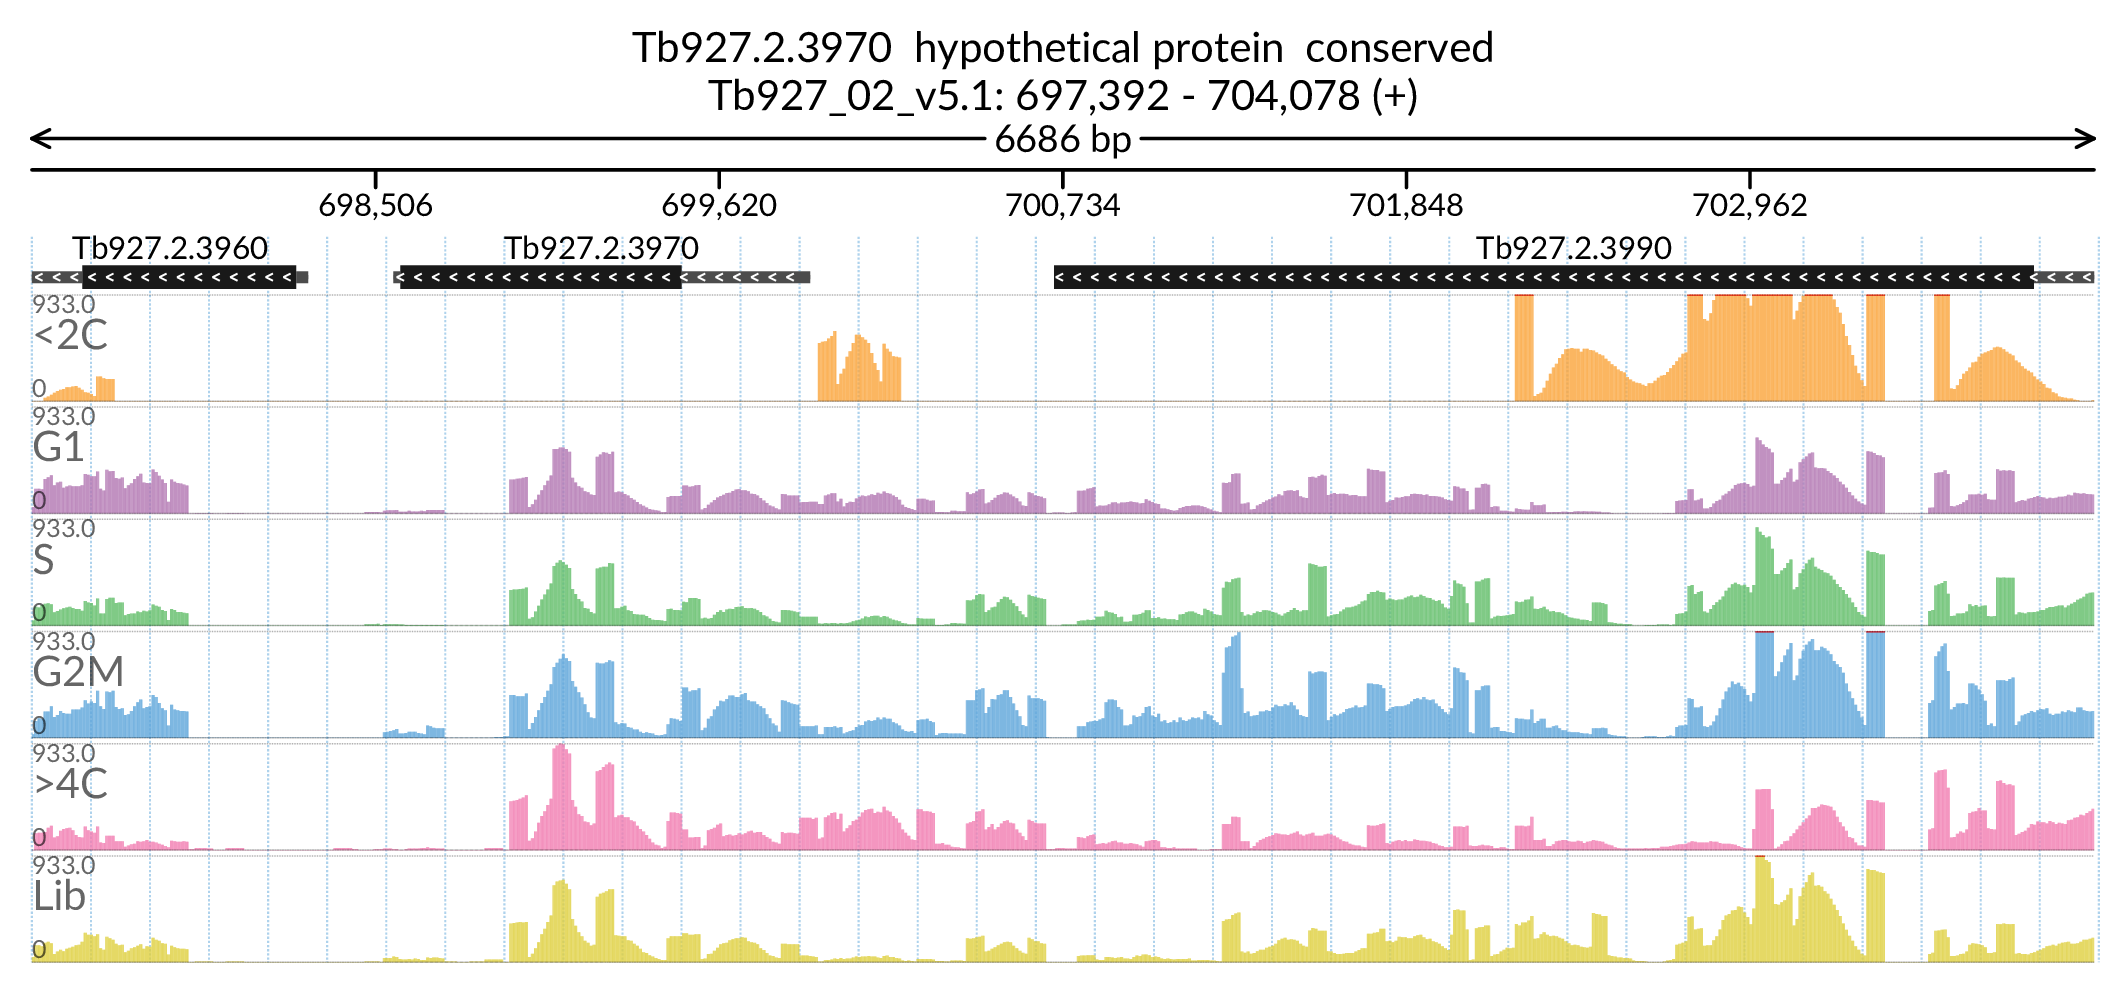 Tb927.2.3970 hypothetical protein conserved
Tb927_02_v5.1: 697,392 - 704,078 (+)
6686 bp
698,506 699,620 700,734 701,848 702,962
Tb927.2.3960 Tb927.2.3970 Tb927.2.3990
933.0
<2C
0
933.0
G1
0
933.0
S
0
933.0
G2M
0
933.0
>4C
0
933.0
Lib
0